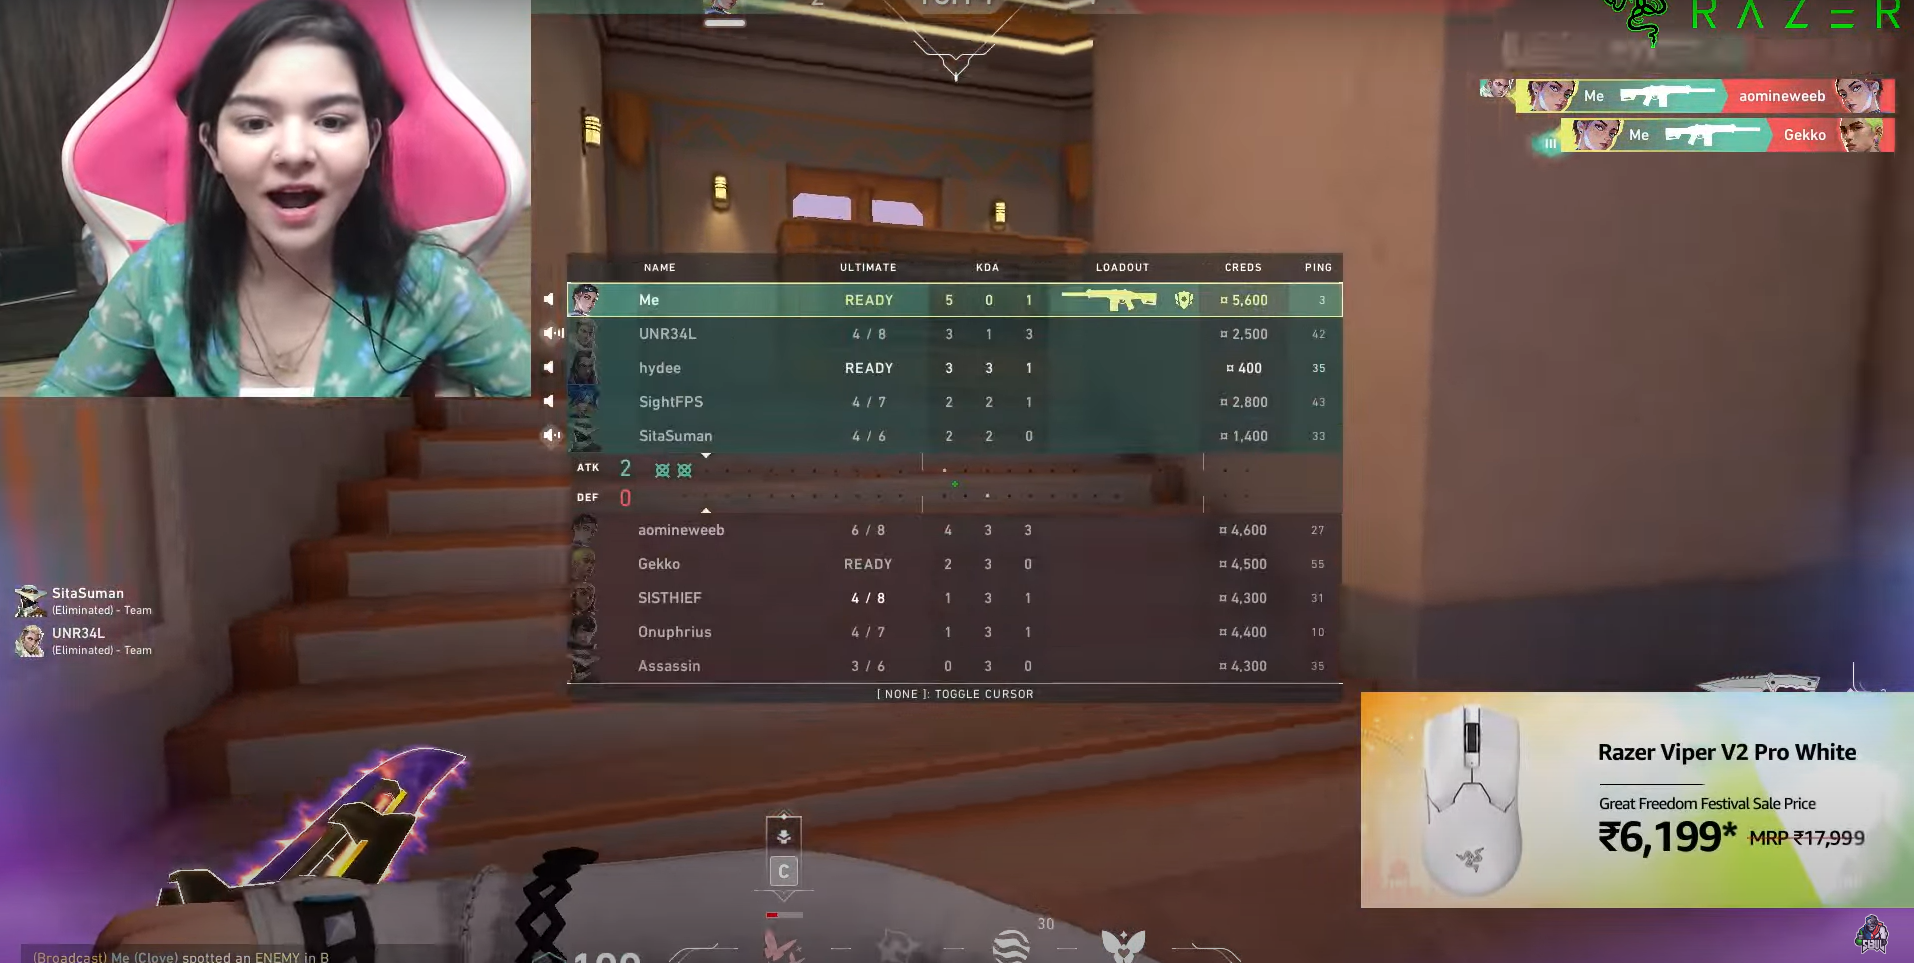 RAZER
Me aomineweeb
Me Gekko
NAME ULTIMATE KDA LOADOUT CREDS PING
Me READY 5 0 1 ¤ 5,600 3
UNR34L 4 / 8 3 1 3 ¤ 2,500 42
hydee READY 3 3 1 ¤ 400 35
SightFPS 4 / 7 2 2 1 ¤ 2,800 43
SitaSuman 4 / 6 2 2 0 ¤ 1,400 33
ATK 2
DEF 0
aomineweeb 6 / 8 4 3 3 ¤ 4,600 27
Gekko READY 2 3 0 ¤ 4,500 55
SISTHIEF 4 / 8 1 3 1 ¤ 4,300 31
Onuphrius 4 / 7 1 3 1 ¤ 4,400 10
Assassin 3 / 6 0 3 0 ¤ 4,300 35
[ NONE ]: TOGGLE CURSOR
SitaSuman
(Eliminated) - Team
UNR34L
(Eliminated) - Team
Razer Viper V2 Pro White
Great Freedom Festival Sale Price
₹6,199* MRP ₹17,999
C
30
(Broadcast) Me (Clove) spotted an ENEMY in B